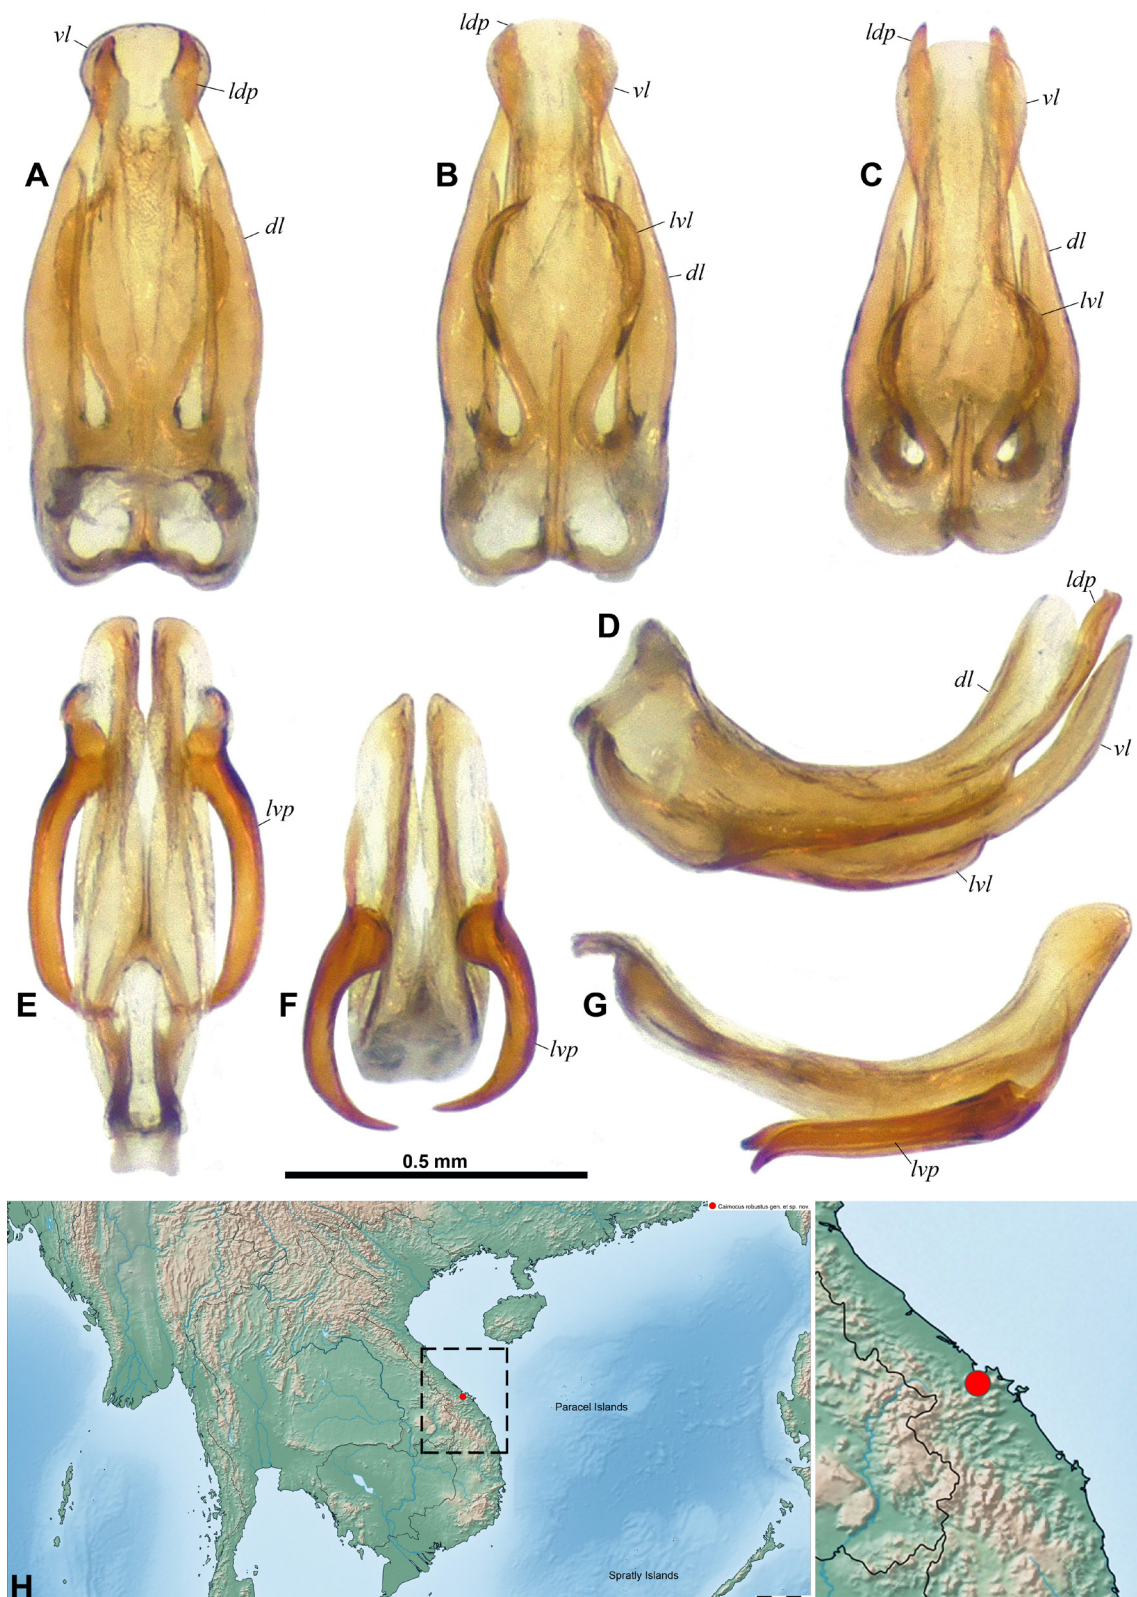 vl
ldp
A
dl
ldp
vl
B
lvl
dl
ldp
vl
C
dl
lvl
D
ldp
dl
vl
lvl
E
lvp
F
lvp
G
lvp
0.5 mm
Caimocus robustus gen. et sp. nov.
Paracel Islands
Spratly Islands
H